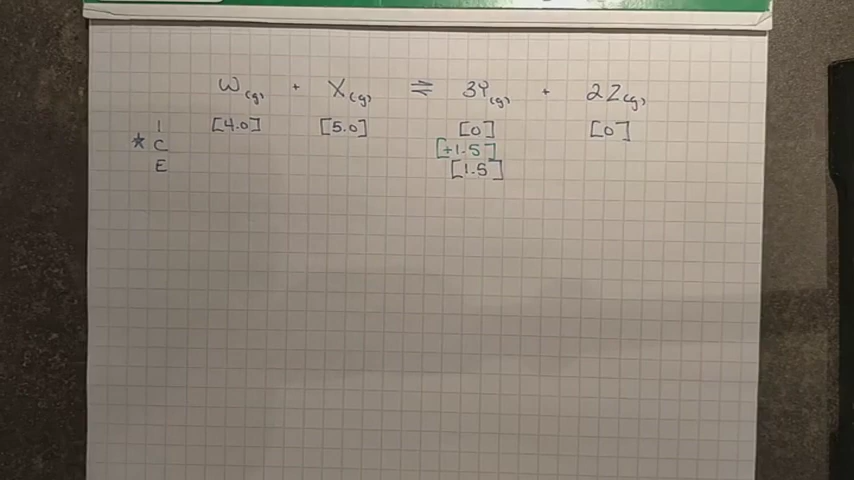 W(g) + X(g) ⇌ 3Y(g) + 2Z(g)
I [4.0] [5.0] [0] [0]
* C [+1.5]
E [1.5]